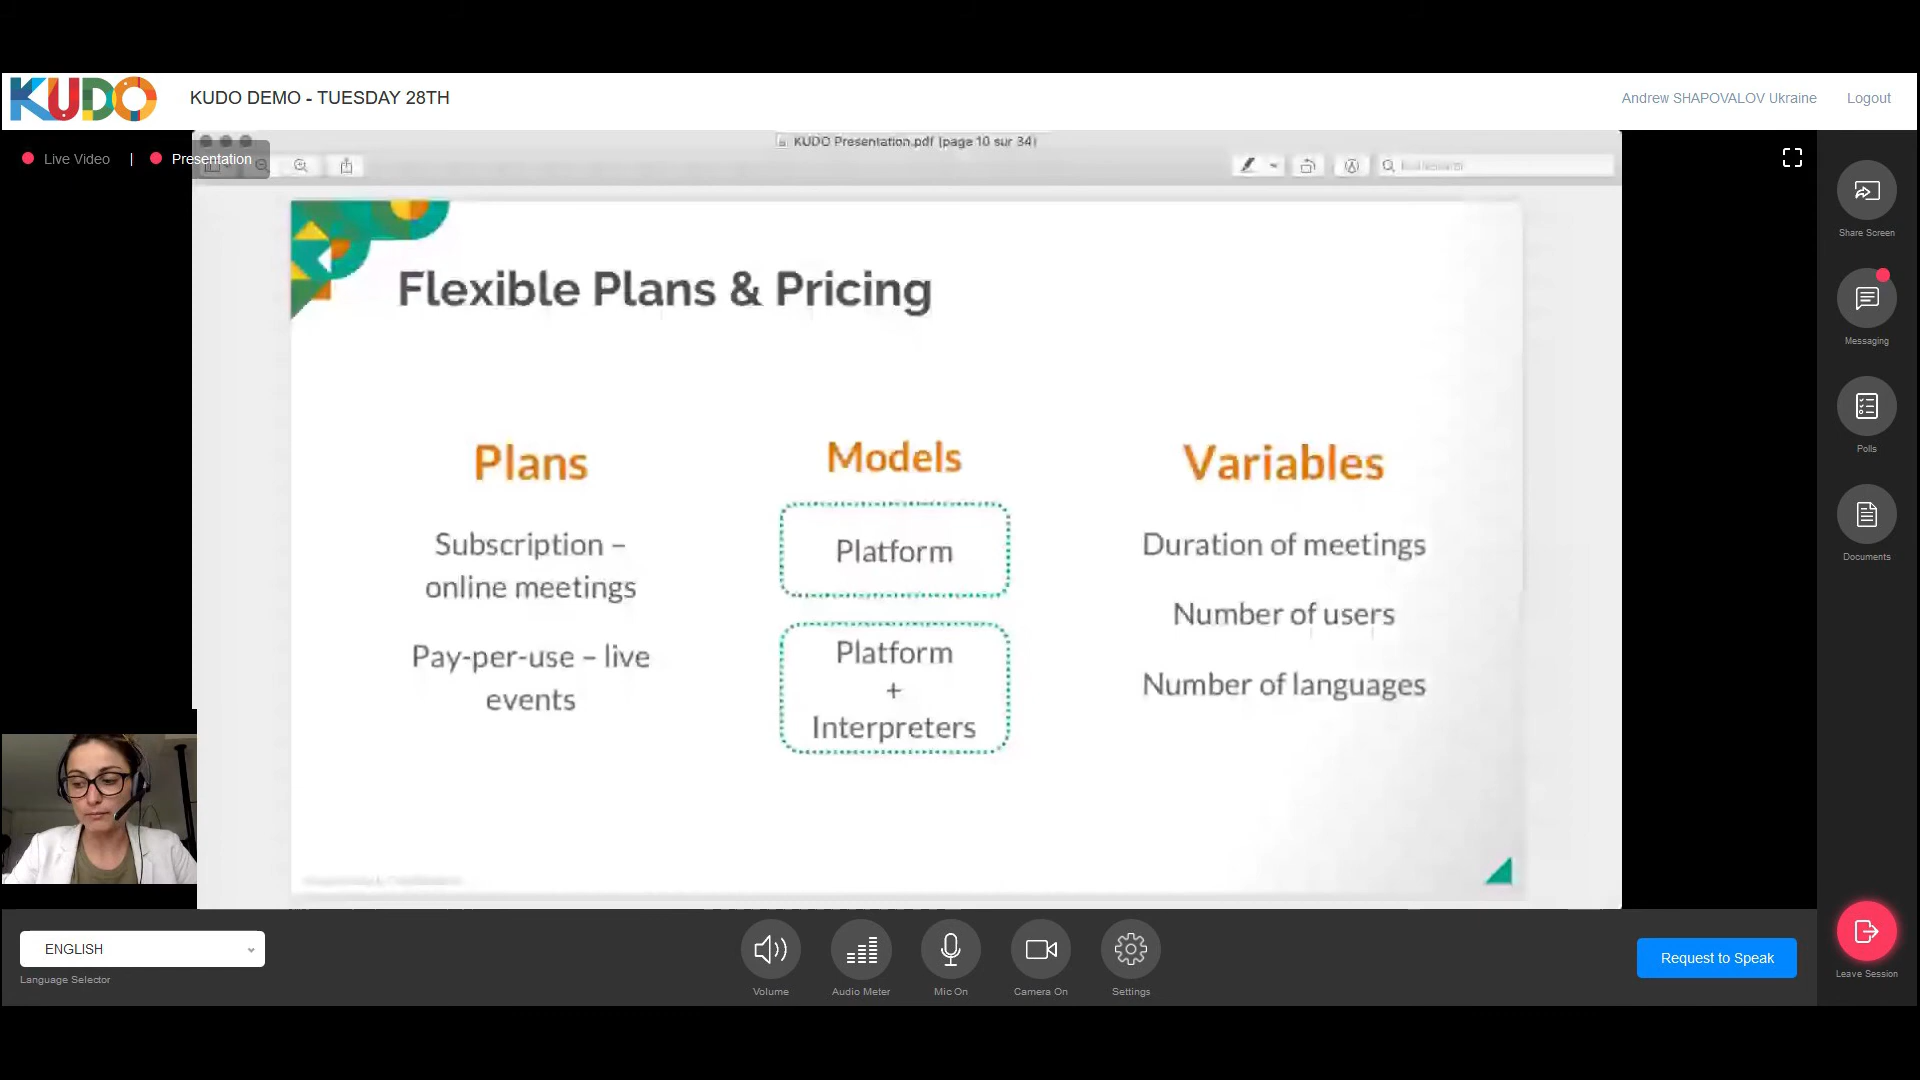 KUDO
KUDO DEMO - TUESDAY 28TH
Andrew SHAPOVALOV Ukraine
Logout
Live Video | Presentation
KUDO Presentation.pdf (page 10 sur 34)
Share Screen
Messaging
Polls
Documents
Flexible Plans & Pricing
Plans
Subscription –
online meetings
Pay-per-use – live
events
Models
Platform
Platform
+
Interpreters
Variables
Duration of meetings
Number of users
Number of languages
ENGLISH
Language Selector
Volume
Audio Meter
Mic On
Camera On
Settings
Request to Speak
Leave Session